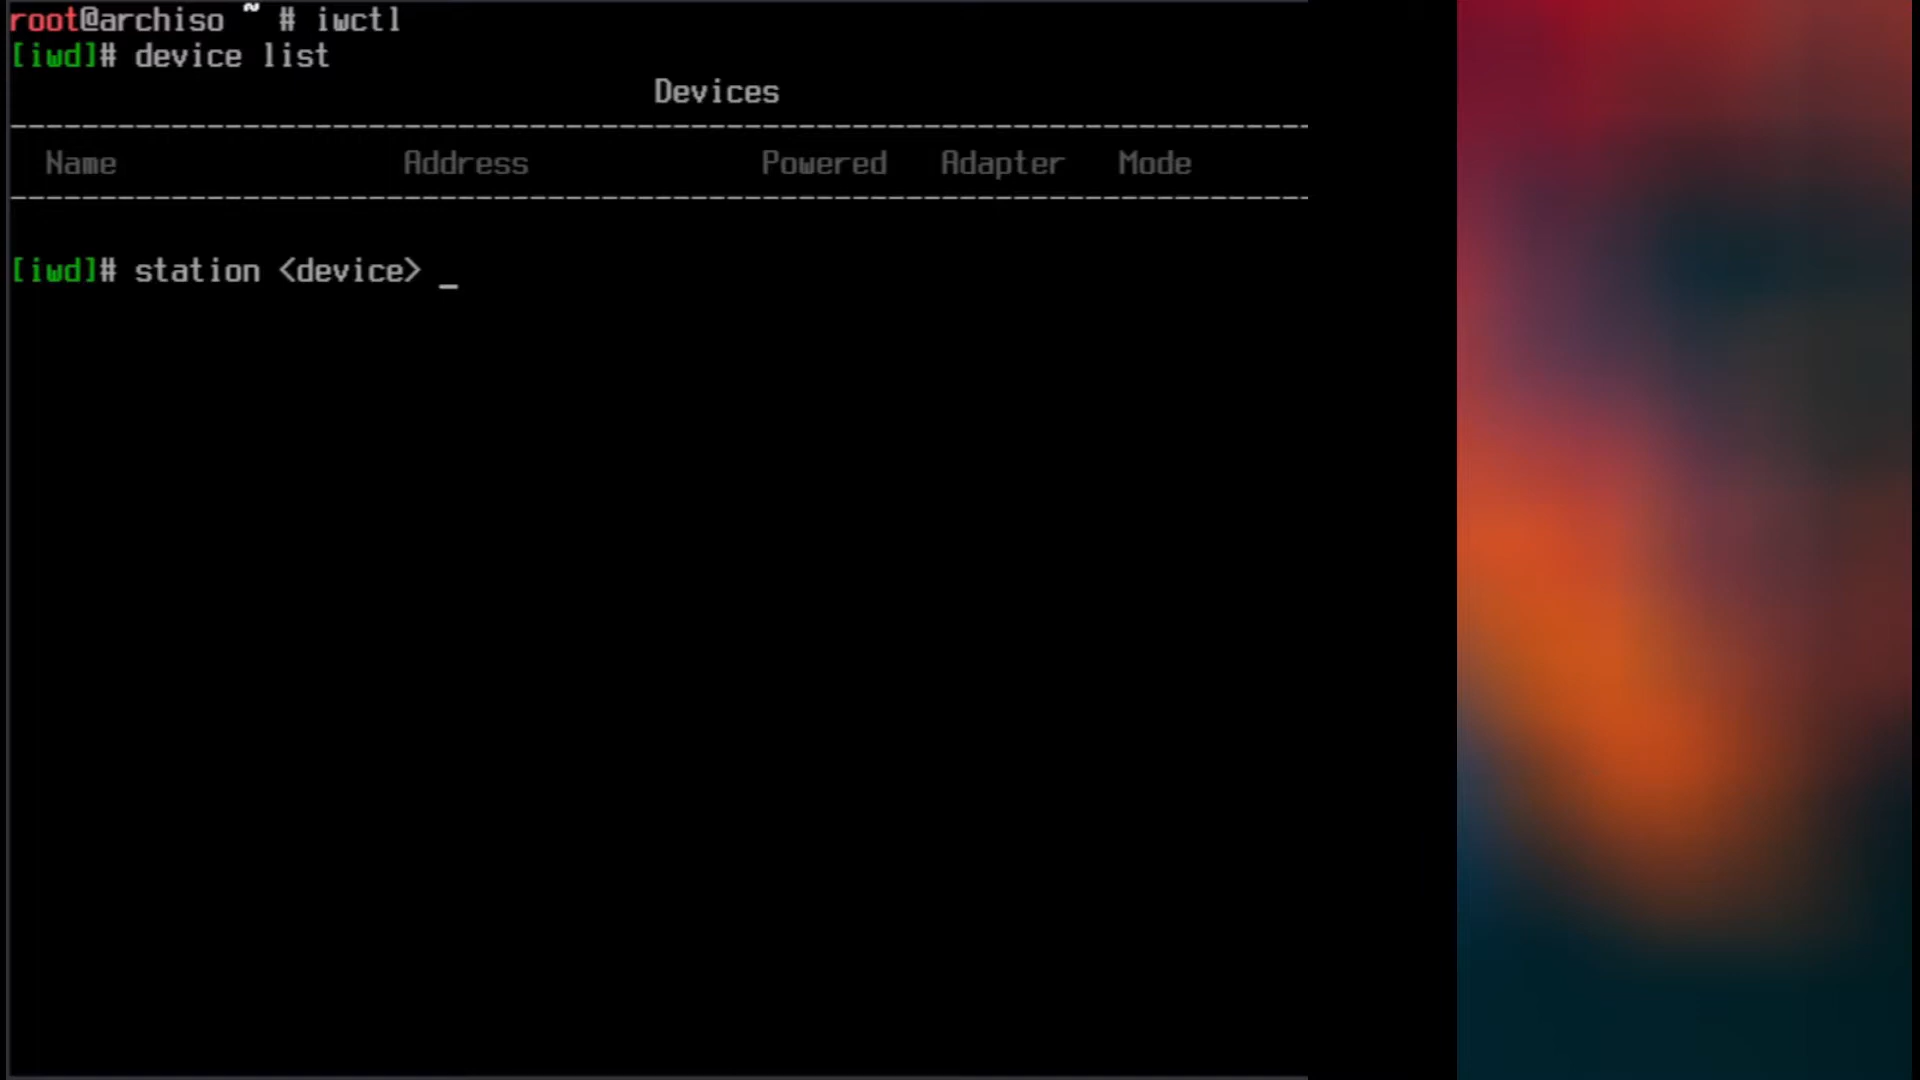 root@archiso ~ # iwctl
[iwd]# device list
Devices
--------------------------------------------------------------------------------
Name Address Powered Adapter Mode
--------------------------------------------------------------------------------
[iwd]# station <device> _